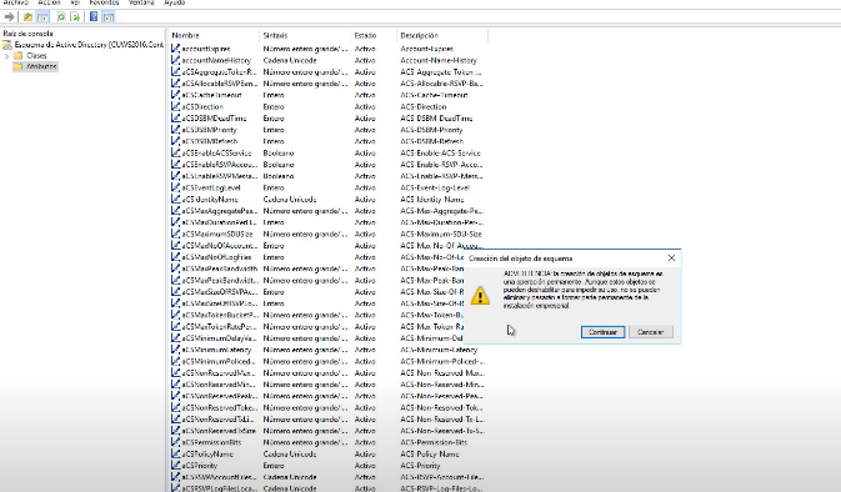 Archivo Acción Ver Favoritos Ventana Ayuda
Raíz de consola
Esquema de Active Directory [CUWS2016.Cont
Clases
Atributos
Nombre Sintaxis Estado Descripción
accountExpires Número entero grande/... Activo Account-Expires
accountNameHistory Cadena Unicode Activo Account-Name-History
aCSAggregateTokenR... Número entero grande/... Activo ACS-Aggregate-Token-...
aCSAllocableRSVPBan... Número entero grande/... Activo ACS-Allocable-RSVP-Ba...
aCSCacheTimeout Entero Activo ACS-Cache-Timeout
aCSDirection Entero Activo ACS-Direction
aCSDSBMDeadTime Entero Activo ACS-DSBM-DeadTime
aCSDSBMPriority Entero Activo ACS-DSBM-Priority
aCSDSBMRefresh Entero Activo ACS-DSBM-Refresh
aCSEnableACSService Booleano Activo ACS-Enable-ACS-Service
aCSEnableRSVPAccou... Booleano Activo ACS-Enable-RSVP-Acco...
aCSEnableRSVPMessa... Booleano Activo ACS-Enable-RSVP-Mess...
aCSEventLogLevel Entero Activo ACS-Event-Log-Level
aCSIdentityName Cadena Unicode Activo ACS-Identity-Name
aCSMaxAggregatePea... Número entero grande/... Activo ACS-Max-Aggregate-Pe...
aCSMaxDurationPerFl... Entero Activo ACS-Max-Duration-Per-...
aCSMaximumSDUSize Número entero grande/... Activo ACS-Maximum-SDU-Size
aCSMaxNoOfAccount... Entero Activo ACS-Max-No-Of-Accou...
aCSMaxNoOfLogFiles Entero Activo ACS-Max-No-Of-Lo
aCSMaxPeakBandwidth Número entero grande/... Activo ACS-Max-Peak-Ban
aCSMaxPeakBandwidt... Número entero grande/... Activo ACS-Max-Peak-Ban
aCSMaxSizeOfRSVPAc... Entero Activo ACS-Max-Size-Of-R
aCSMaxSizeOfRSVPLo... Entero Activo ACS-Max-Size-Of-R
aCSMaxTokenBucketP... Número entero grande/... Activo ACS-Max-Token-Bu
aCSMaxTokenRatePer... Número entero grande/... Activo ACS-Max-Token-Ra
aCSMinimumDelayVa... Número entero grande/... Activo ACS-Minimum-Del
aCSMinimumLatency Número entero grande/... Activo ACS-Minimum-Latency
aCSMinimumPoliced... Número entero grande/... Activo ACS-Minimum-Policed-...
aCSNonReservedMax... Número entero grande/... Activo ACS-Non-Reserved-Max...
aCSNonReservedMin... Número entero grande/... Activo ACS-Non-Reserved-Min...
aCSNonReservedPeak... Número entero grande/... Activo ACS-Non-Reserved-Pea...
aCSNonReservedToke... Número entero grande/... Activo ACS-Non-Reserved-Tok...
aCSNonReservedTxLi... Número entero grande/... Activo ACS-Non-Reserved-Tx-L...
aCSNonReservedTxSize Número entero grande/... Activo ACS-Non-Reserved-Tx-S...
aCSPermissionBits Número entero grande/... Activo ACS-Permission-Bits
aCSPolicyName Cadena Unicode Activo ACS-Policy-Name
aCSPriority Entero Activo ACS-Priority
aCSRSVPAccountFiles... Cadena Unicode Activo ACS-RSVP-Account-File...
aCSRSVPLogFilesLoca... Cadena Unicode Activo ACS-RSVP-Log-Files-Lo...
Creación del objeto de esquema
ADVERTENCIA: la creación de objetos de esquema es
una operación permanente. Aunque estos objetos se
pueden deshabilitar para impedir su uso, no se pueden
eliminar y pasarán a formar parte permanente de la
instalación empresarial.
Continuar Cancelar